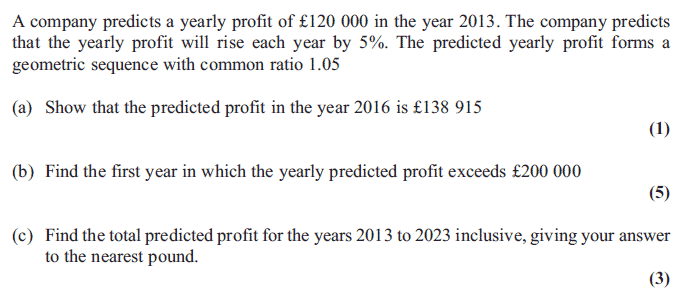 A company predicts a yearly profit of £120 000 in the year 2013. The company predicts
that the yearly profit will rise each year by 5%. The predicted yearly profit forms a
geometric sequence with common ratio 1.05
(a) Show that the predicted profit in the year 2016 is £138 915
(1)
(b) Find the first year in which the yearly predicted profit exceeds £200 000
(5)
(c) Find the total predicted profit for the years 2013 to 2023 inclusive, giving your answer
to the nearest pound.
(3)